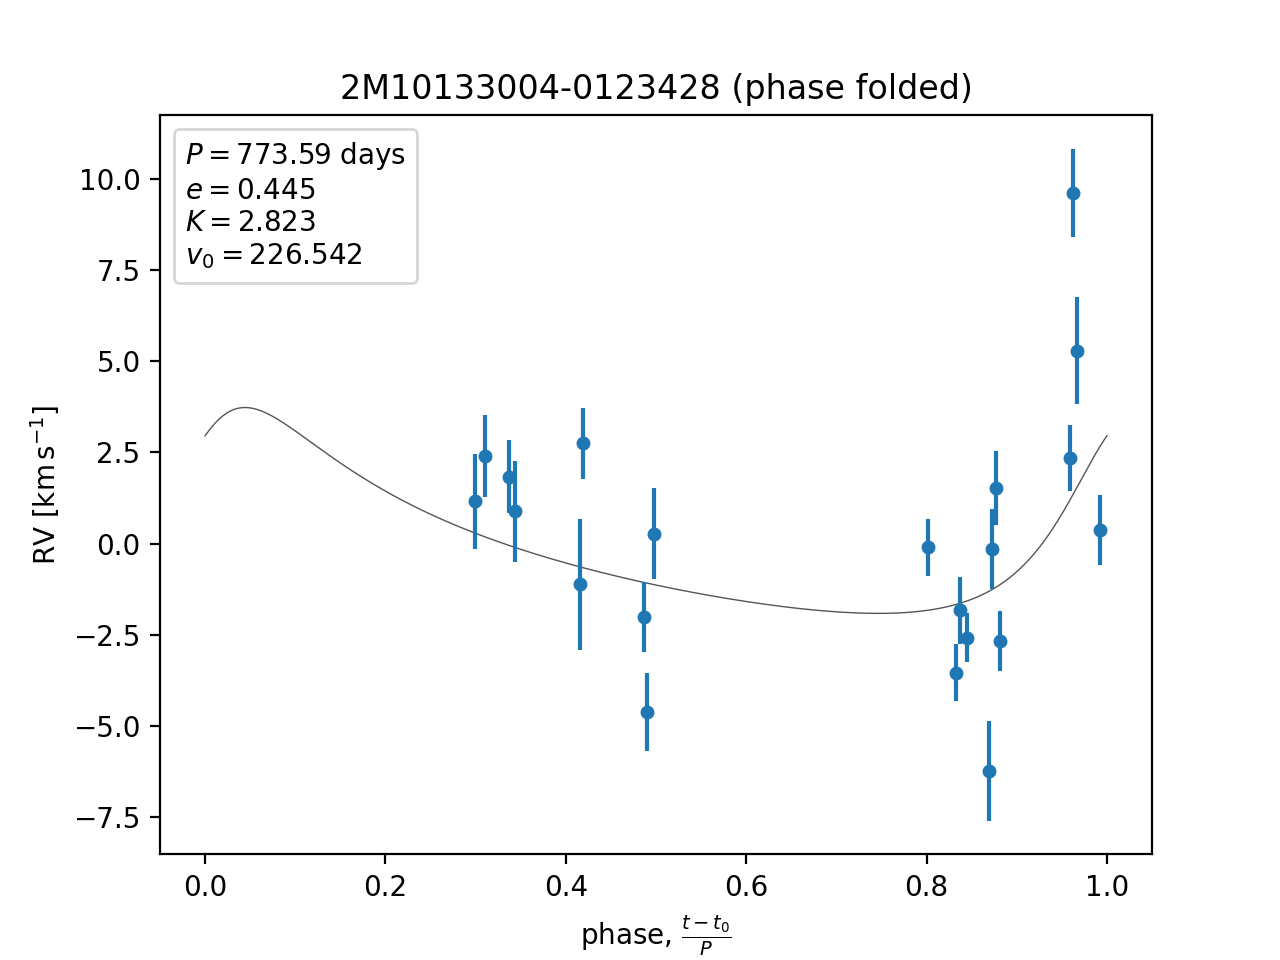 2M10133004-0123428 (phase folded)
P = 773.59 days
e = 0.445
K = 2.823
v₀ = 226.542
10.0
7.5
5.0
2.5
0.0
−2.5
−5.0
−7.5
RV [km s⁻¹]
0.0 0.2 0.4 0.6 0.8 1.0
phase, (t − t₀)/P